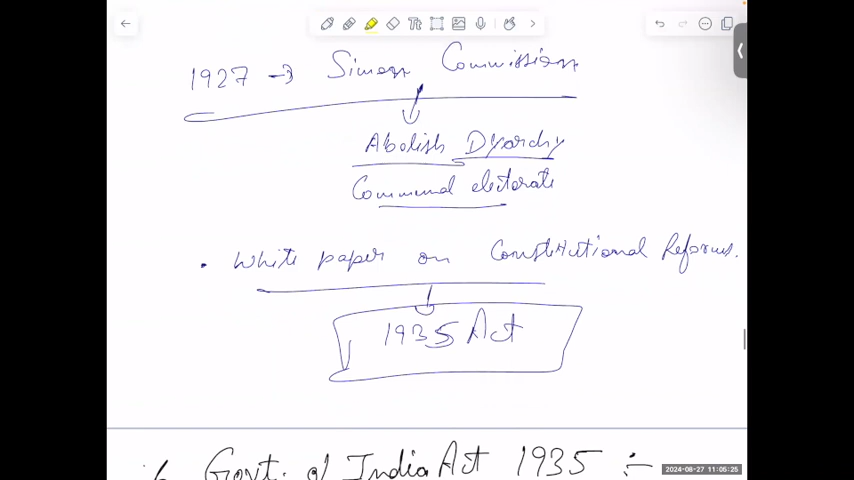 1927 → Simon Commission
Abolish Dyarchy
Communal electorate
• White paper on Constitutional Reforms.
1935 Act
6. Govt. of India Act 1935 :-
2024-08-27 11:05:25